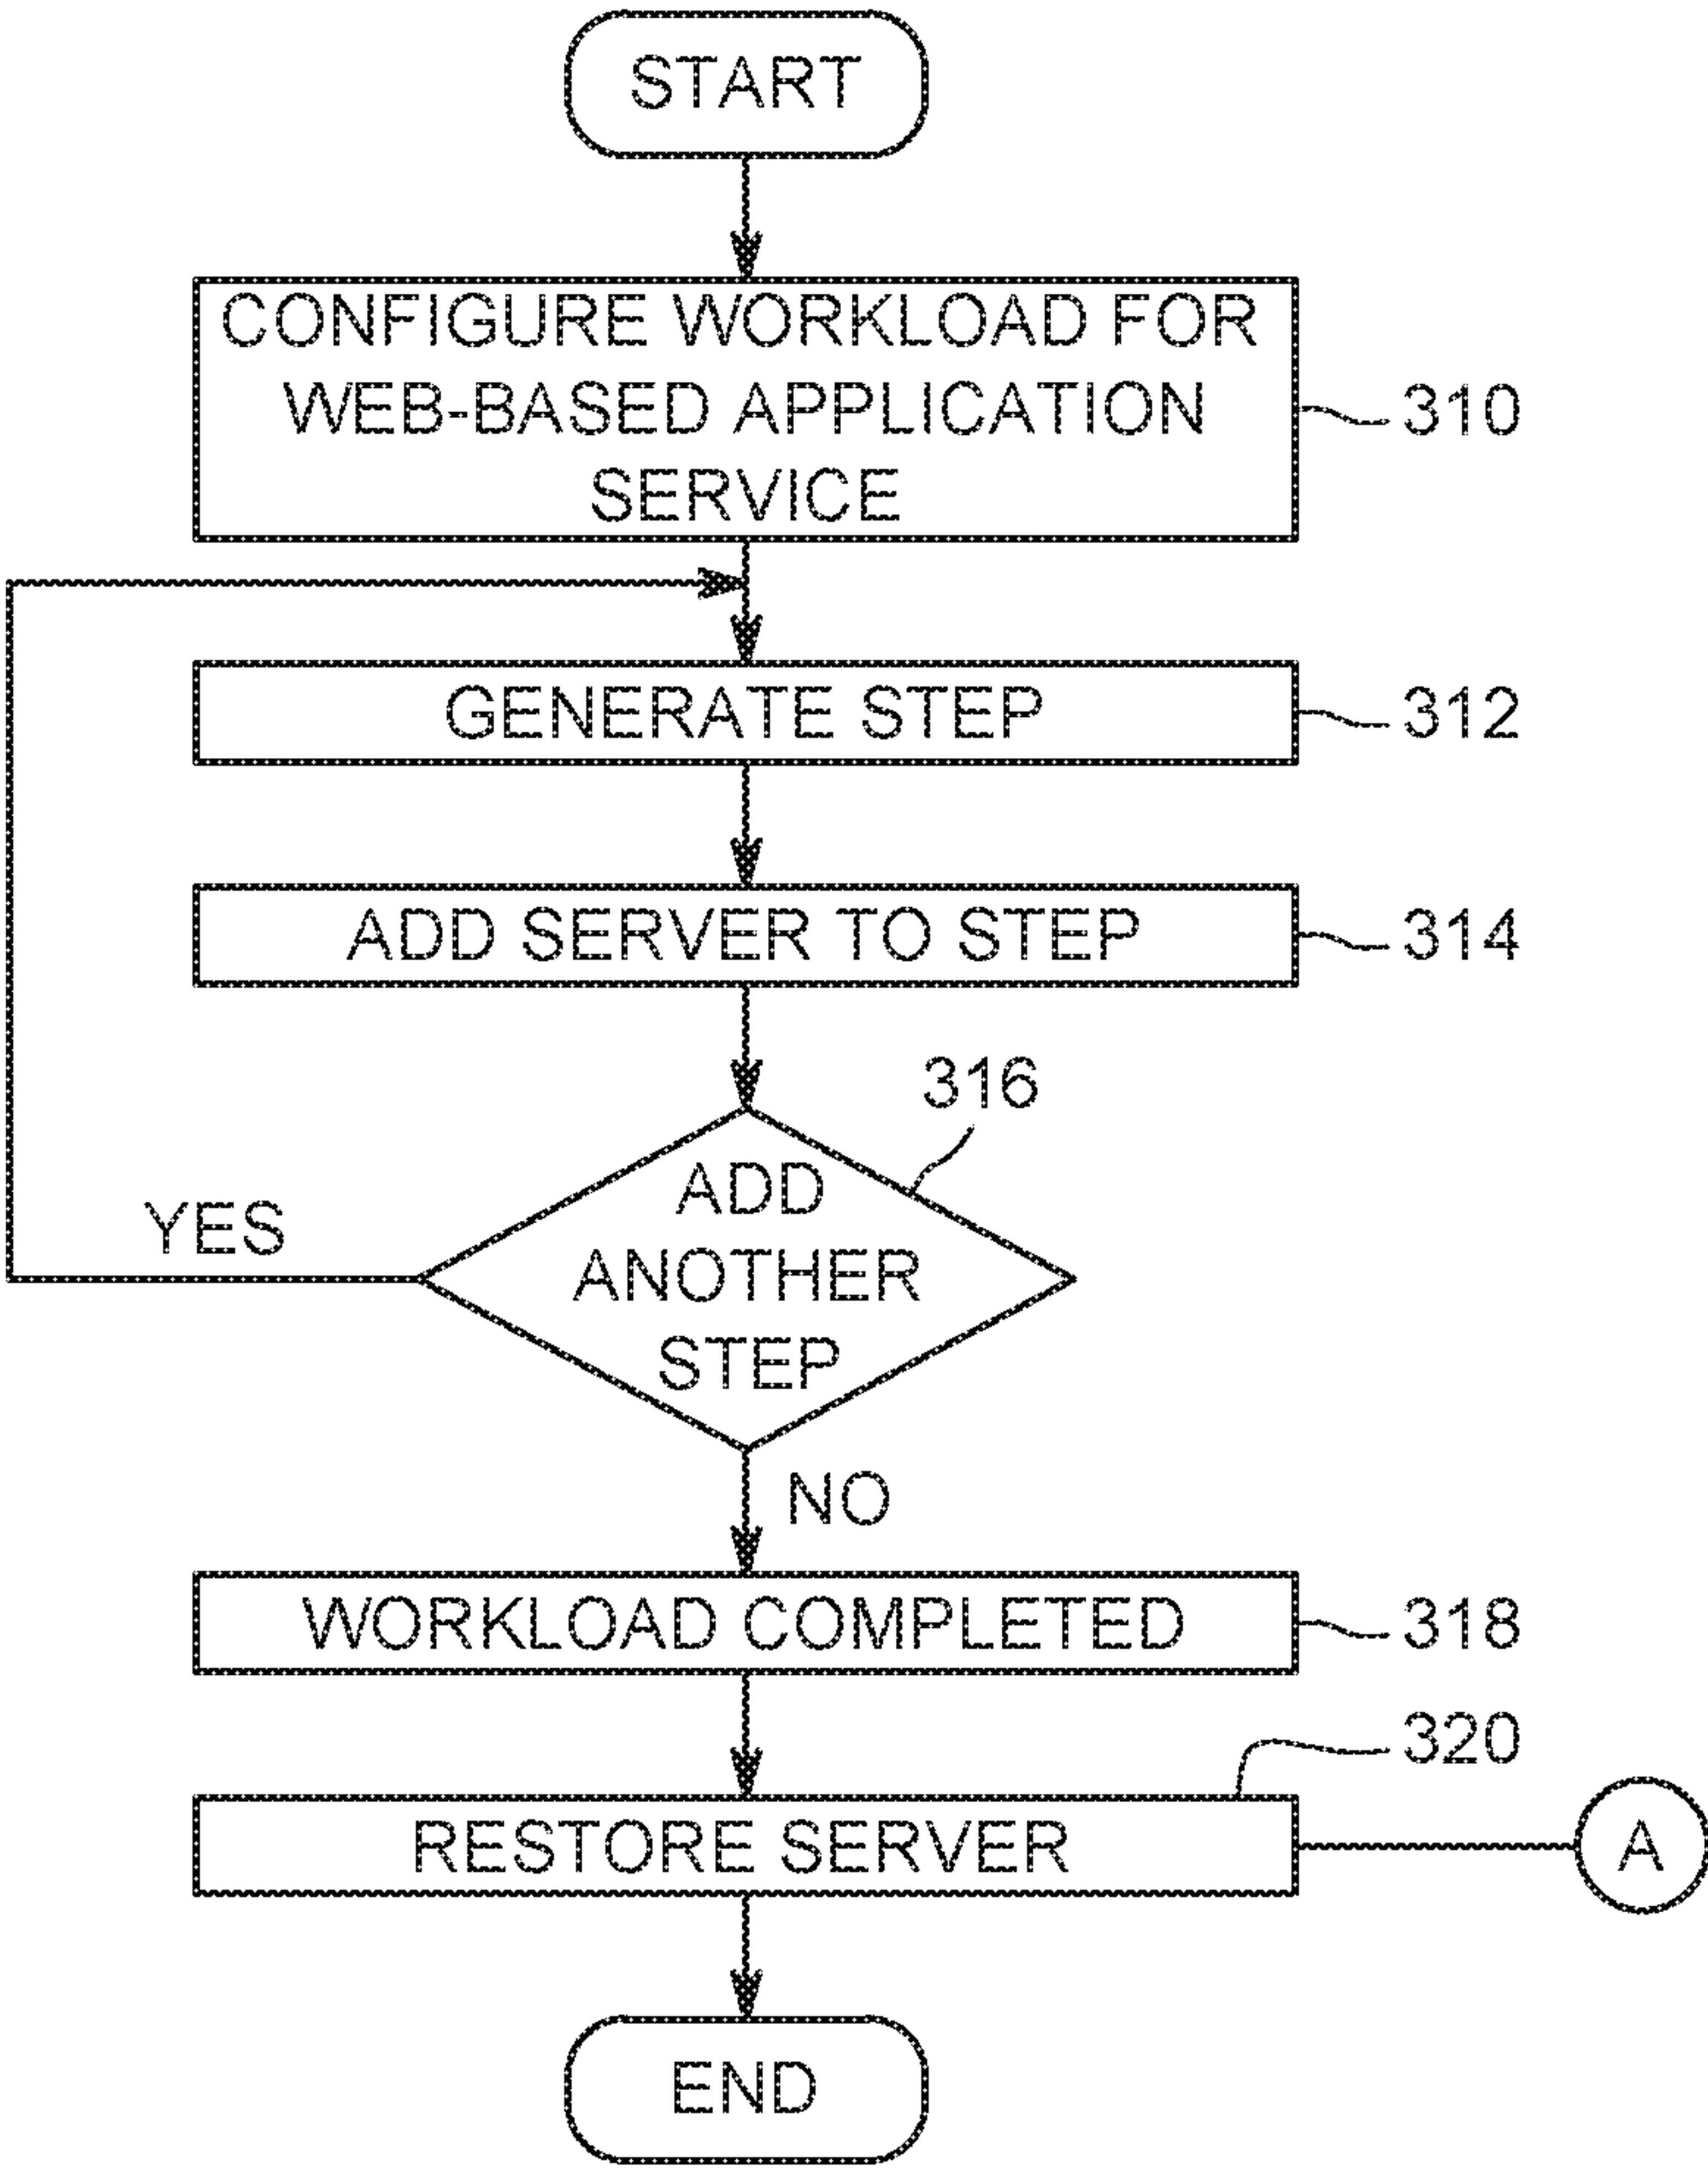 START
CONFIGURE WORKLOAD FOR
WEB-BASED APPLICATION
SERVICE
310
GENERATE STEP
312
ADD SERVER TO STEP
314
316
ADD
ANOTHER
STEP
YES
NO
WORKLOAD COMPLETED
318
320
RESTORE SERVER
A
END